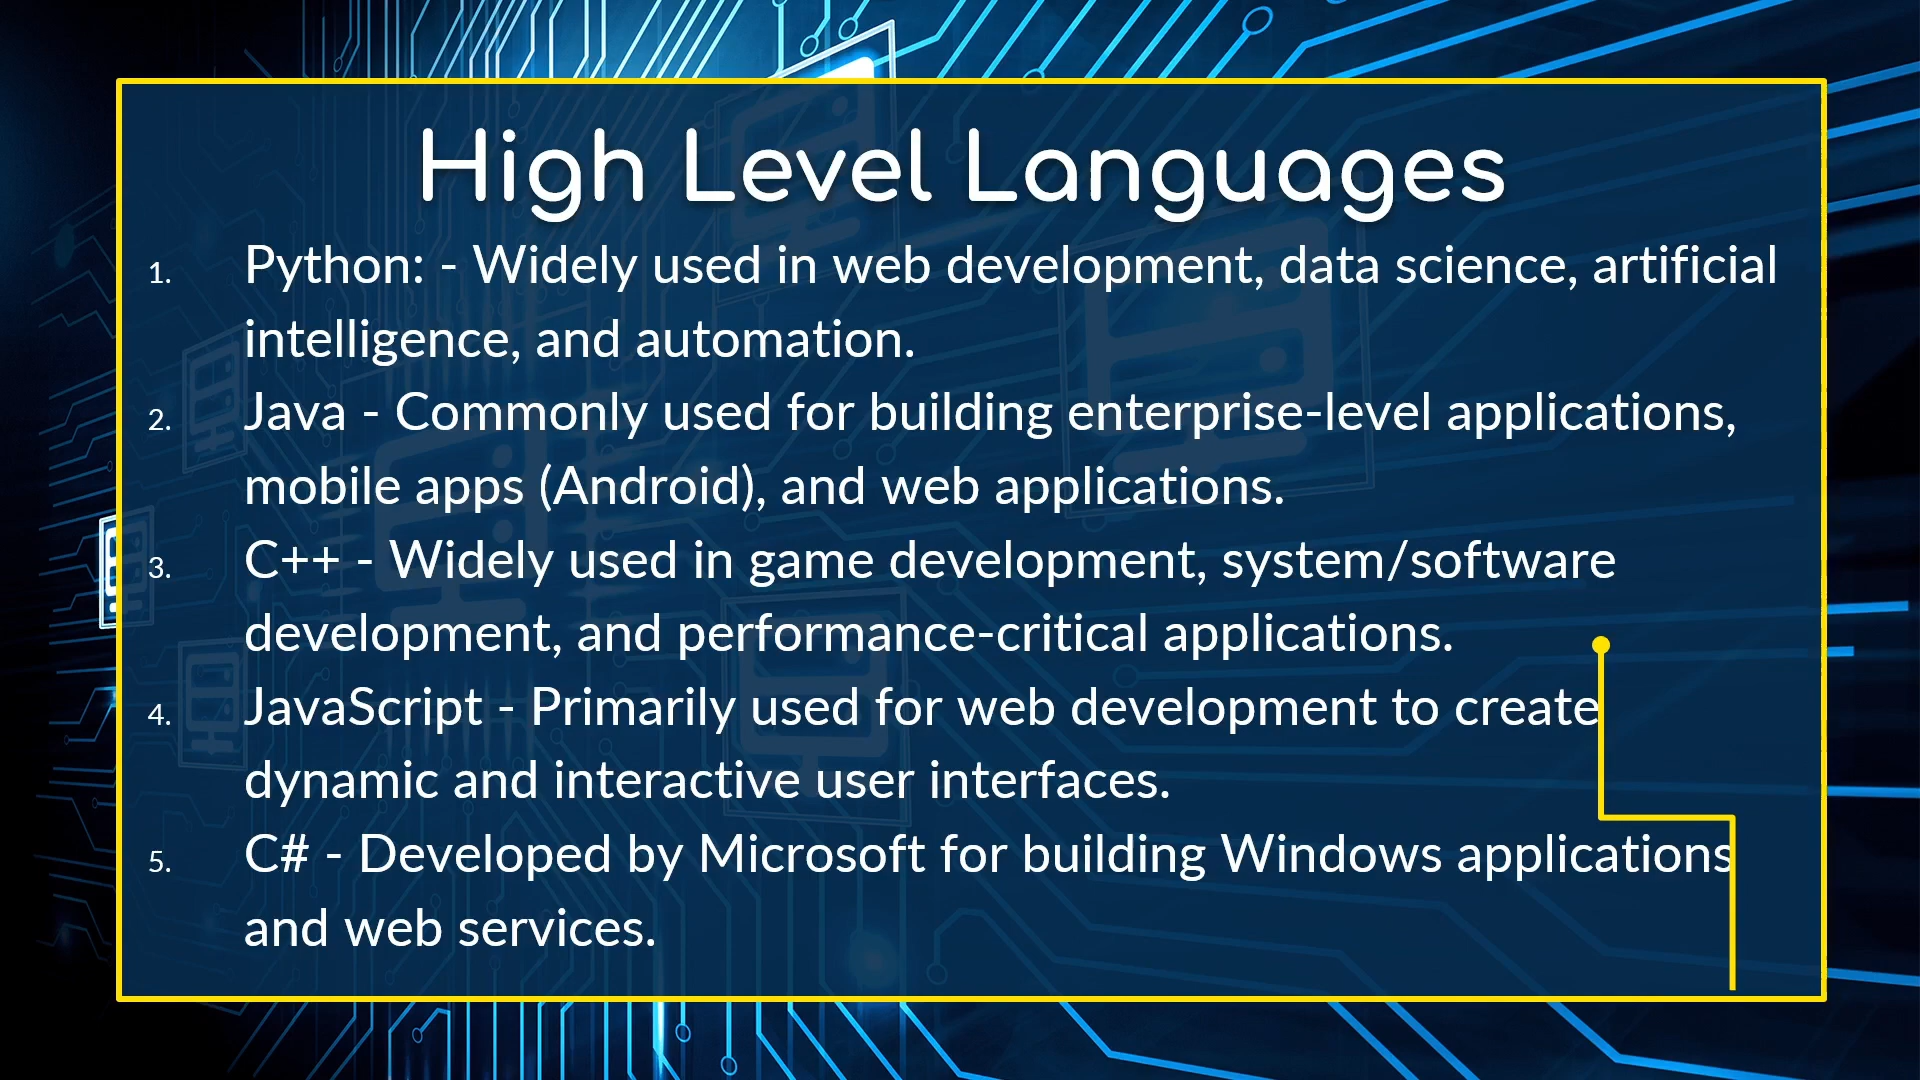 High Level Languages
1. Python: - Widely used in web development, data science, artificial
intelligence, and automation.
2. Java - Commonly used for building enterprise-level applications,
mobile apps (Android), and web applications.
3. C++ - Widely used in game development, system/software
development, and performance-critical applications.
4. JavaScript - Primarily used for web development to create
dynamic and interactive user interfaces.
5. C# - Developed by Microsoft for building Windows applications
and web services.